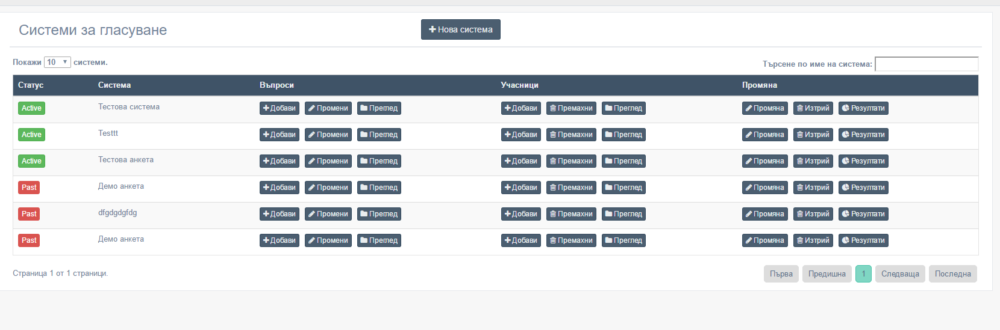 Системи за гласуване
Нова система
Покажи 10 системи.
Търсене по име на система:
Статус Система Въпроси Учасници Промяна
Active Тестова система Добави Промени Преглед Добави Премахни Преглед Промяна Изтрий Резултати
Active Testtt Добави Промени Преглед Добави Премахни Преглед Промяна Изтрий Резултати
Active Тестова анкета Добави Промени Преглед Добави Премахни Преглед Промяна Изтрий Резултати
Past Демо анкета Добави Промени Преглед Добави Премахни Преглед Промяна Изтрий Резултати
Past dfgdgdgfdg Добави Промени Преглед Добави Премахни Преглед Промяна Изтрий Резултати
Past Демо анкета Добави Промени Преглед Добави Премахни Преглед Промяна Изтрий Резултати
Страница 1 от 1 страници.
Първа Предишна 1 Следваща Последна